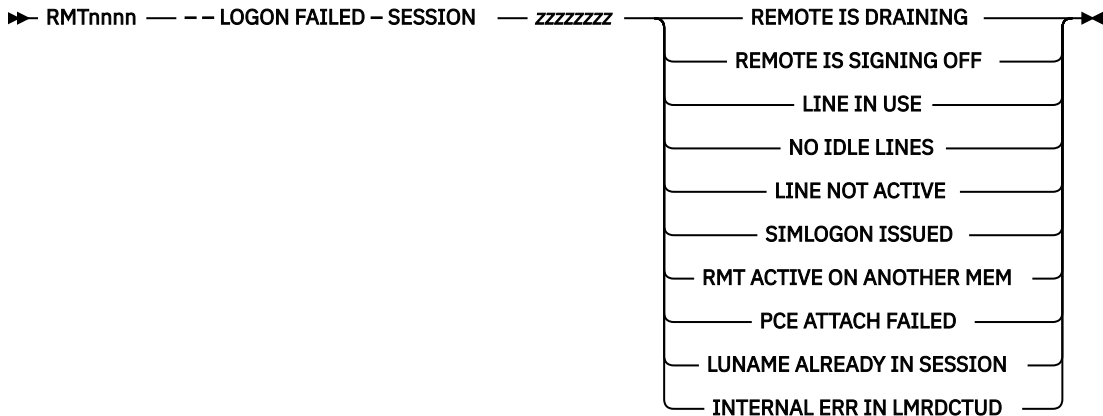 RMTnnnn – – LOGON FAILED – SESSION zzzzzzzz REMOTE IS DRAINING
REMOTE IS SIGNING OFF
LINE IN USE
NO IDLE LINES
LINE NOT ACTIVE
SIMLOGON ISSUED
RMT ACTIVE ON ANOTHER MEM
PCE ATTACH FAILED
LUNAME ALREADY IN SESSION
INTERNAL ERR IN LMRDCTUD